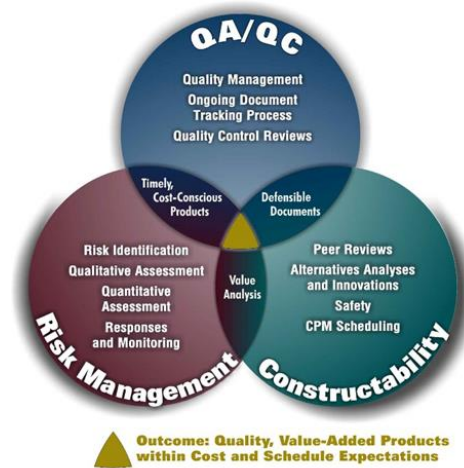 QA/QC
Quality Management
Ongoing Document
Tracking Process
Quality Control Reviews
Timely,
Cost-Conscious
Products
Defensible
Documents
Risk Identification
Qualitative Assessment
Quantitative
Assessment
Responses
and Monitoring
Risk Management
Value
Analysis
Peer Reviews
Alternatives Analyses
and Innovations
Safety
CPM Scheduling
Constructability
Outcome: Quality, Value-Added Products
within Cost and Schedule Expectations